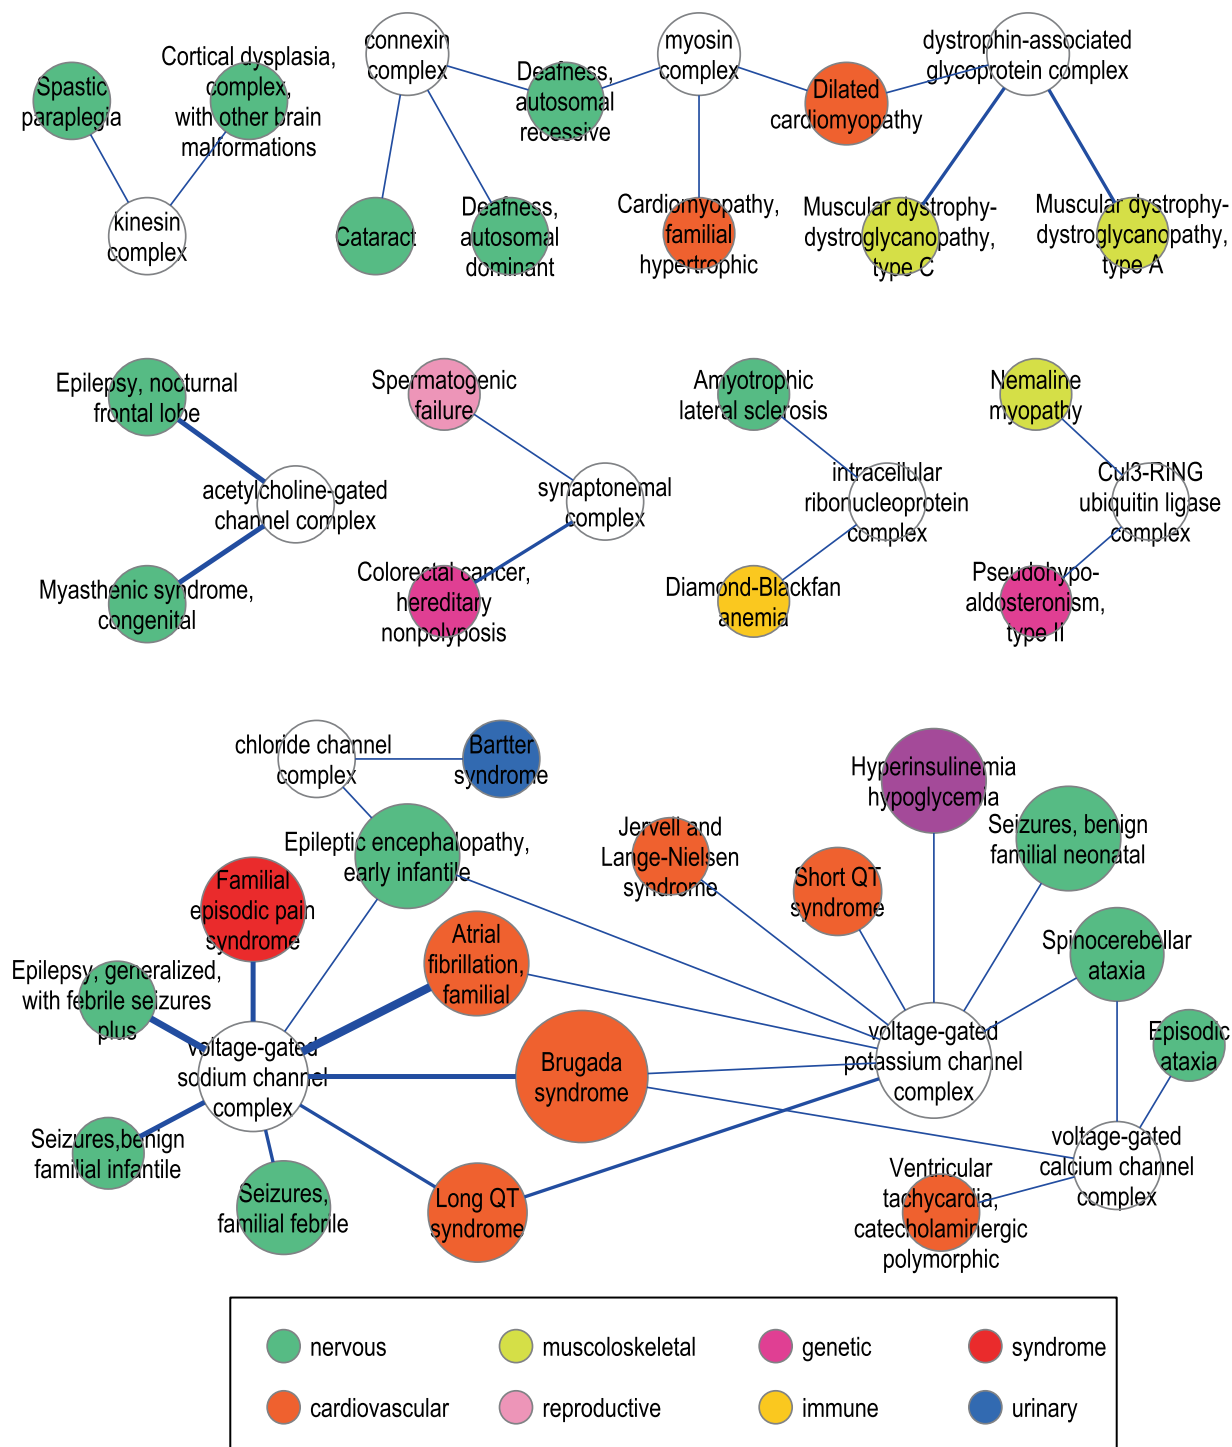 Spastic
paraplegia
Cortical dysplasia,
complex,
with other brain
malformations
kinesin
complex
connexin
complex
Deafness,
autosomal
recessive
Cataract
Deafness,
autosomal
dominant
myosin
complex
Dilated
cardiomyopathy
Cardiomyopathy,
familial
hypertrophic
dystrophin-associated
glycoprotein complex
Muscular dystrophy-
dystroglycanopathy,
type C
Muscular dystrophy-
dystroglycanopathy,
type A
Epilepsy, nocturnal
frontal lobe
acetylcholine-gated
channel complex
Myasthenic syndrome,
congenital
Spermatogenic
failure
synaptonemal
complex
Colorectal cancer,
hereditary
nonpolyposis
Amyotrophic
lateral sclerosis
intracellular
ribonucleoprotein
complex
Diamond-Blackfan
anemia
Nemaline
myopathy
Cul3-RING
ubiquitin ligase
complex
Pseudohypo-
aldosteronism,
type II
chloride channel
complex
Bartter
syndrome
Epileptic encephalopathy,
early infantile
Familial
episodic pain
syndrome
Epilepsy, generalized,
with febrile seizures
plus
Atrial
fibrillation,
familial
voltage-gated
sodium channel
complex
Brugada
syndrome
Seizures,benign
familial infantile
Seizures,
familial febrile
Long QT
syndrome
Jervell and
Lange-Nielsen
syndrome
Short QT
syndrome
Hyperinsulinemia
hypoglycemia
Seizures, benign
familial neonatal
Spinocerebellar
ataxia
voltage-gated
potassium channel
complex
Episodic
ataxia
voltage-gated
calcium channel
complex
Ventricular
tachycardia,
catecholaminergic
polymorphic
nervous
muscoloskeletal
genetic
syndrome
cardiovascular
reproductive
immune
urinary